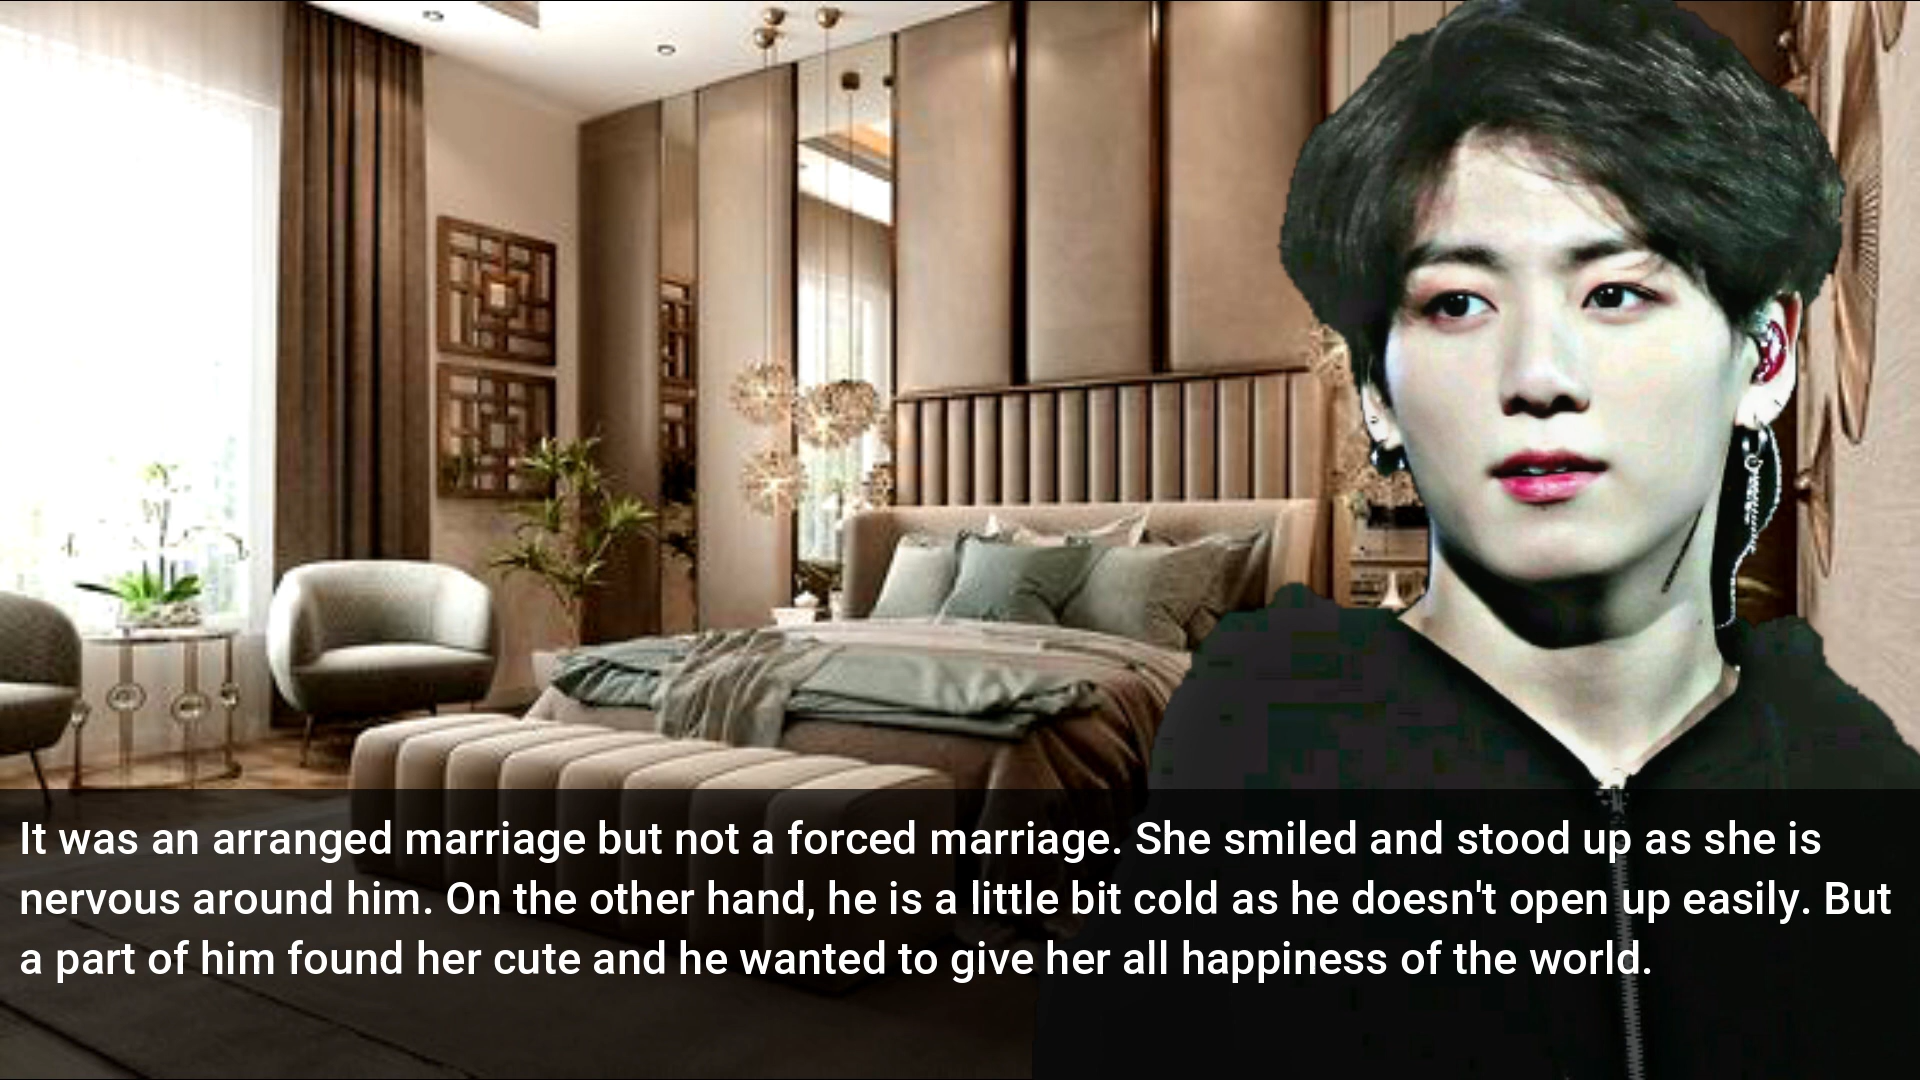 It was an arranged marriage but not a forced marriage. She smiled and stood up as she is
nervous around him. On the other hand, he is a little bit cold as he doesn't open up easily. But
a part of him found her cute and he wanted to give her all happiness of the world.